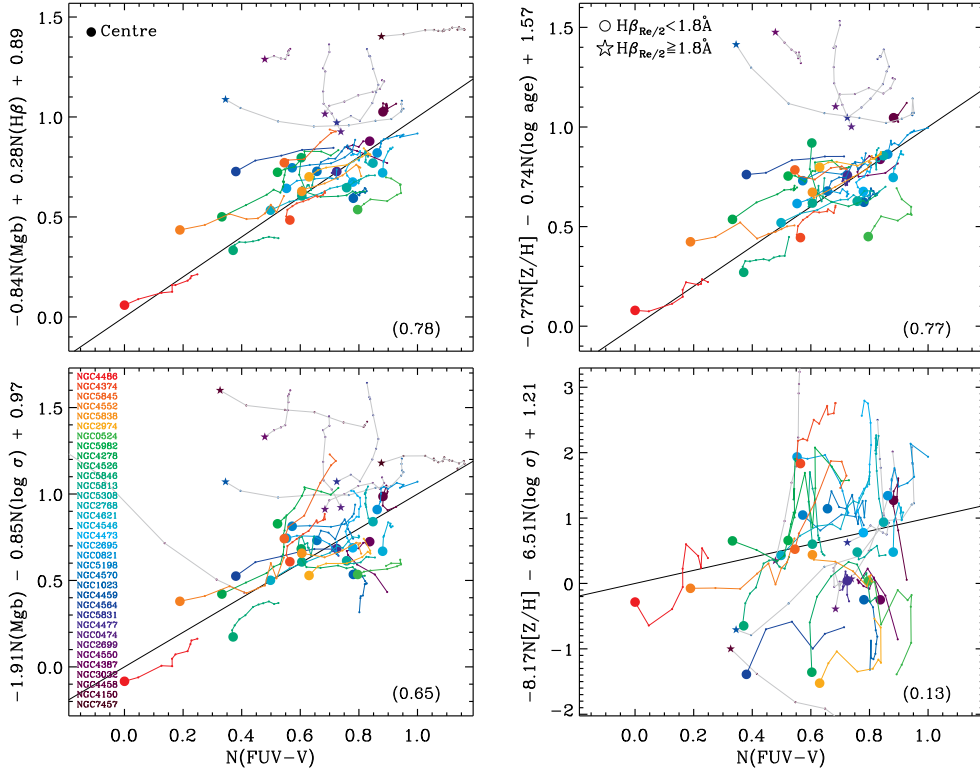 −0.84N(Mgb) + 0.28N(Hβ) + 0.89
1.5
1.0
0.5
0.0
Centre
(0.78)
−0.77N[Z/H] − 0.74N(log age) + 1.57
1.5
1.0
0.5
0.0
Hβ Re/2 <1.8Å
Hβ Re/2 ≧1.8Å
(0.77)
−1.91N(Mgb) − 0.85N(log σ) + 0.97
1.5
1.0
0.5
0.0
NGC4486
NGC4374
NGC5845
NGC4552
NGC5838
NGC2974
NGC0524
NGC5982
NGC4278
NGC4526
NGC5846
NGC5813
NGC5308
NGC2768
NGC4621
NGC4546
NGC4473
NGC2695
NGC0821
NGC5198
NGC4570
NGC1023
NGC4459
NGC4564
NGC5831
NGC4477
NGC0474
NGC2699
NGC4550
NGC4387
NGC3032
NGC4458
NGC4150
NGC7457
(0.65)
0.0 0.2 0.4 0.6 0.8 1.0
N(FUV−V)
−8.17N[Z/H] − 6.51N(log σ) + 1.21
3
2
1
0
−1
−2
(0.13)
0.0 0.2 0.4 0.6 0.8 1.0
N(FUV−V)